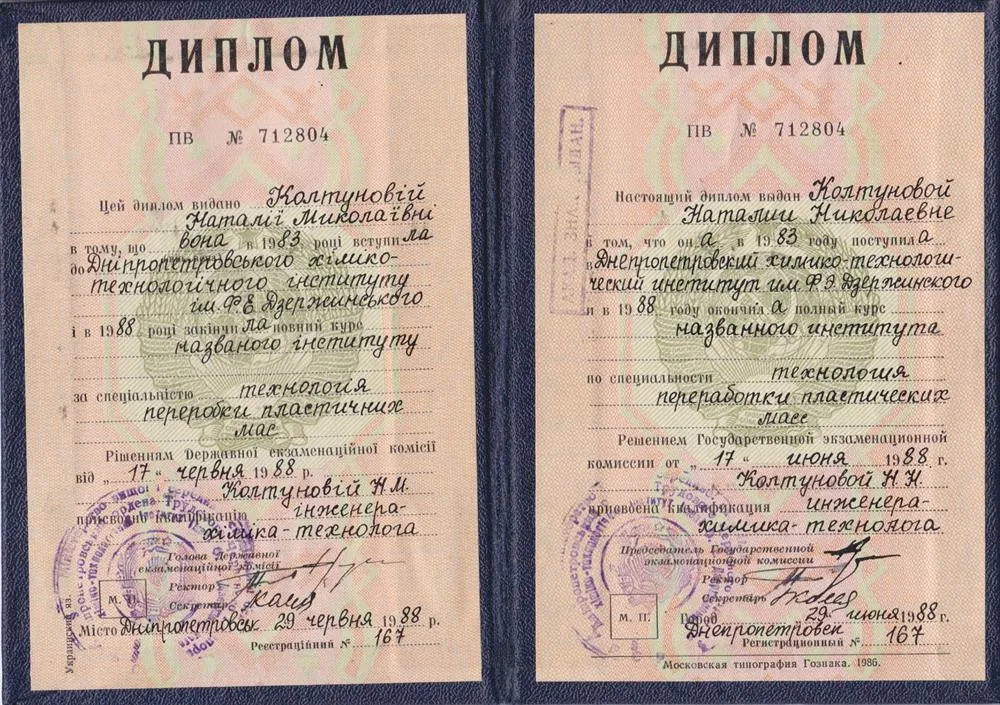 ДИПЛОМ
ПВ № 712804
Цей диплом видано Колтуновій
Наталії Миколаївні
в тому, що вона в 1983 році вступила
до Дніпропетровського хіміко-
технологічного інституту
ім. Ф.Е. Дзержинського
і в 1988 році закінчила повний курс
названого інституту
за спеціальністю технологія
переробки пластичних
мас
Рішенням Державної екзаменаційної комісії
від „17“ червня 1988 р.
Колтуновій Н.М.
присвоєно кваліфікацію інженера-
хіміка-технолога
Голова Державної
екзаменаційної комісії
Ректор
Секретар
М. П.
Місто Дніпропетровськ 29 червня 1988 р.
Реєстраційний № 167
Украинский яз.
ДИПЛОМ
ПВ № 712804
Настоящий диплом выдан Колтуновой
Наталии Николаевне
в том, что она в 1983 году поступила
в Днепропетровский химико-технологи-
ческий институт им. Ф.Э. Дзержинского
и в 1988 году окончила полный курс
названного института
по специальности технология
переработки пластических
масс
Решением Государственной экзаменационной
комиссии от „17“ июня 1988 г.
Колтуновой Н.Н.
присвоена квалификация инженера-
химика-технолога
Председатель Государственной
экзаменационной комиссии
Ректор
Секретарь
М. П.
Город 29 июня 1988 г.
Днепропетровск
Регистрационный № 167
Московская типография Гознака. 1986.